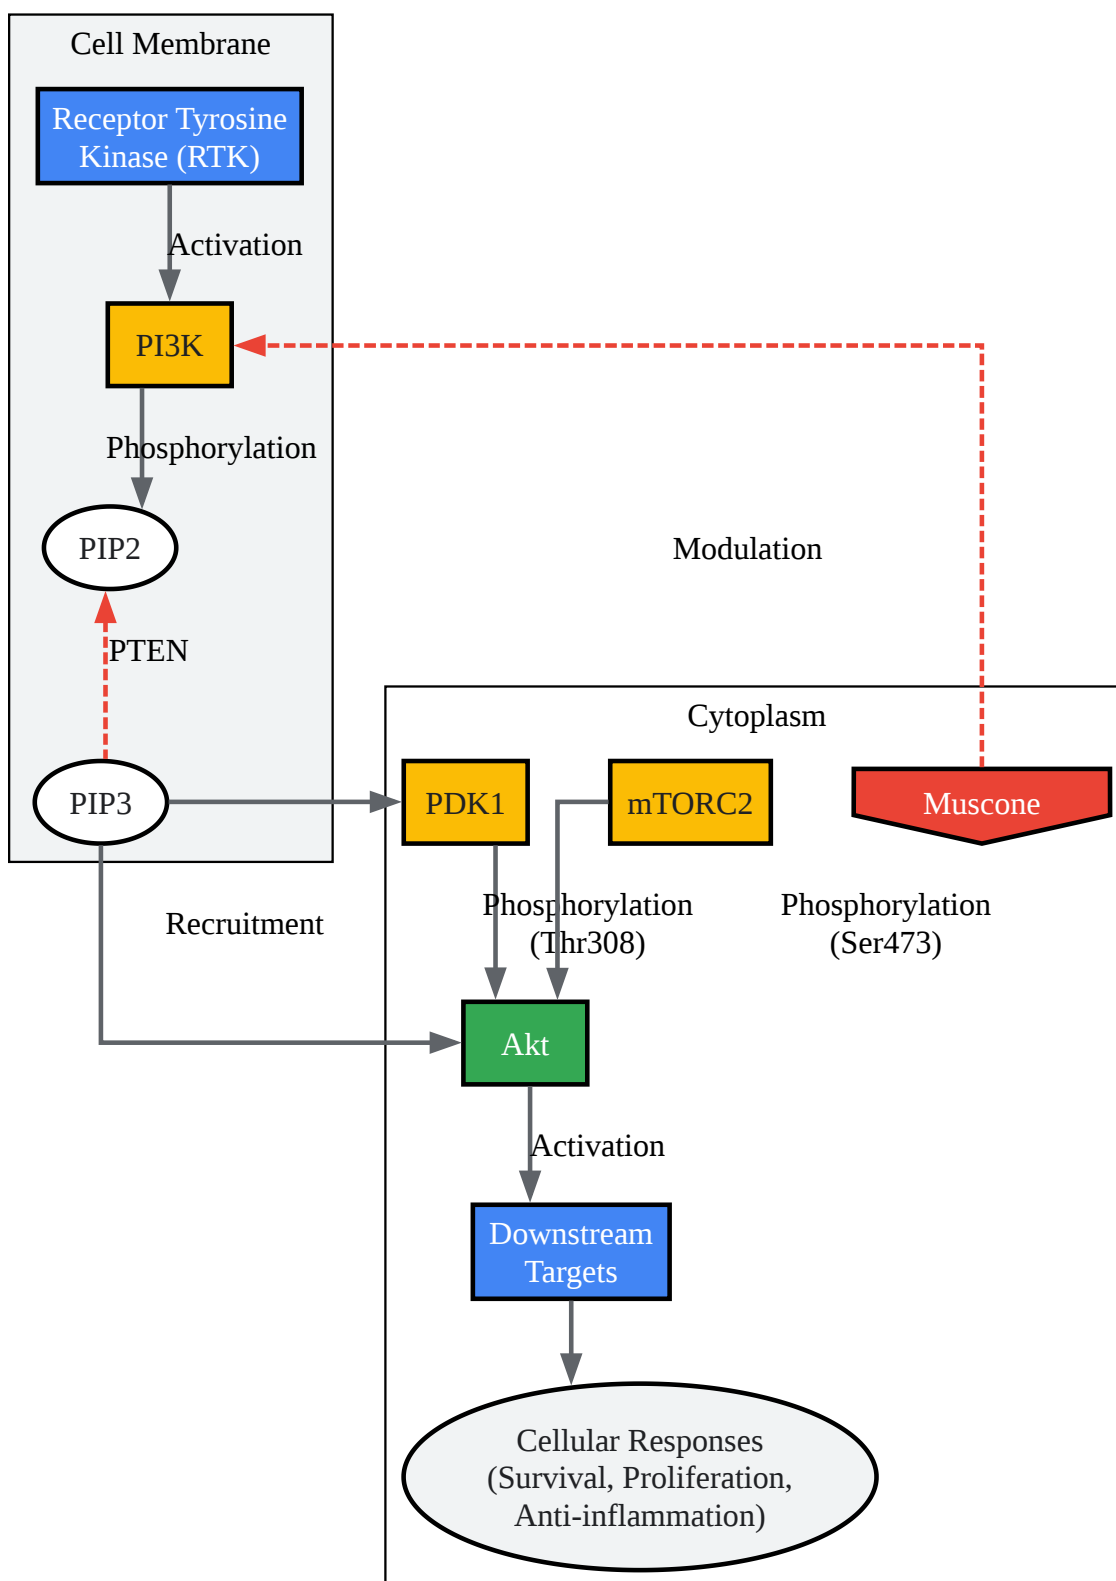 Cell Membrane
Receptor Tyrosine
Kinase (RTK)
Activation
PI3K
Phosphorylation
PIP2
Modulation
PTEN
Cytoplasm
PIP3
PDK1
mTORC2
Muscone
Recruitment
Phosphorylation
(Thr308)
Phosphorylation
(Ser473)
Akt
Activation
Downstream
Targets
Cellular Responses
(Survival, Proliferation,
Anti-inflammation)